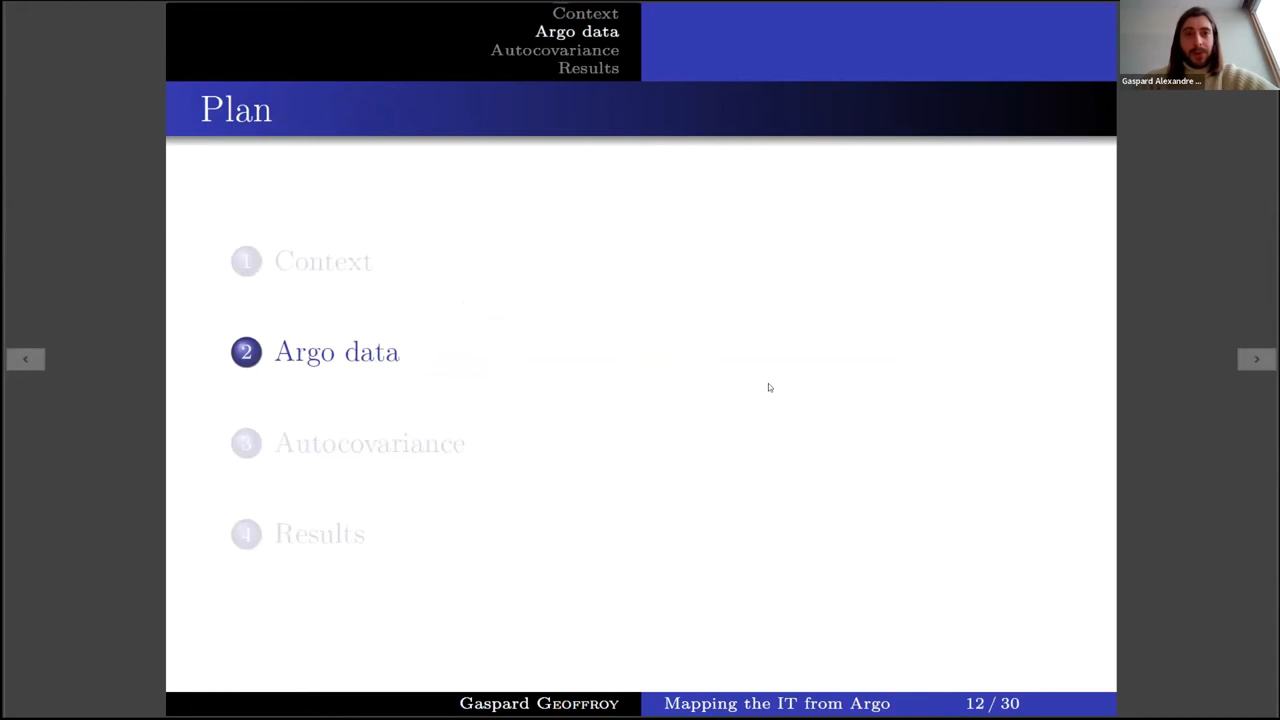 Context
Argo data
Autocovariance
Results
Gaspard Alexandre ...
Plan
1 Context
2 Argo data
3 Autocovariance
4 Results
Gaspard Geoffroy
Mapping the IT from Argo
12 / 30